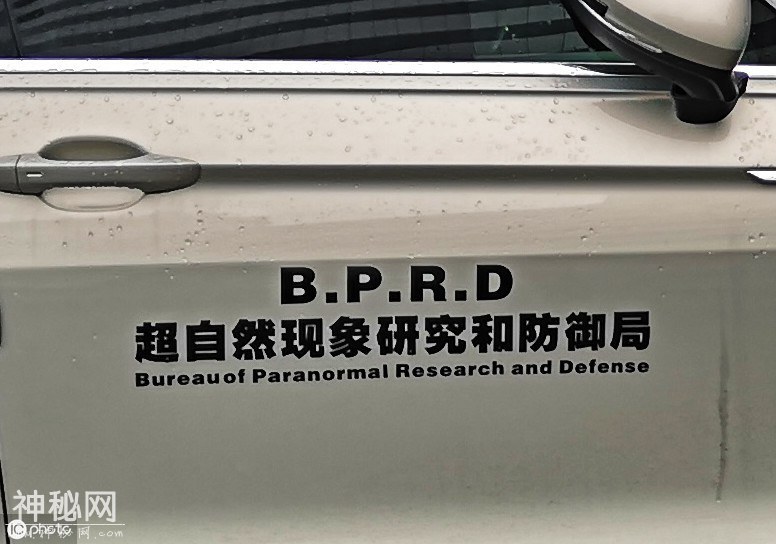 B.P.R.D
超自然现象研究和防御局
Bureau of Paranormal Research and Defense
神秘网
photo